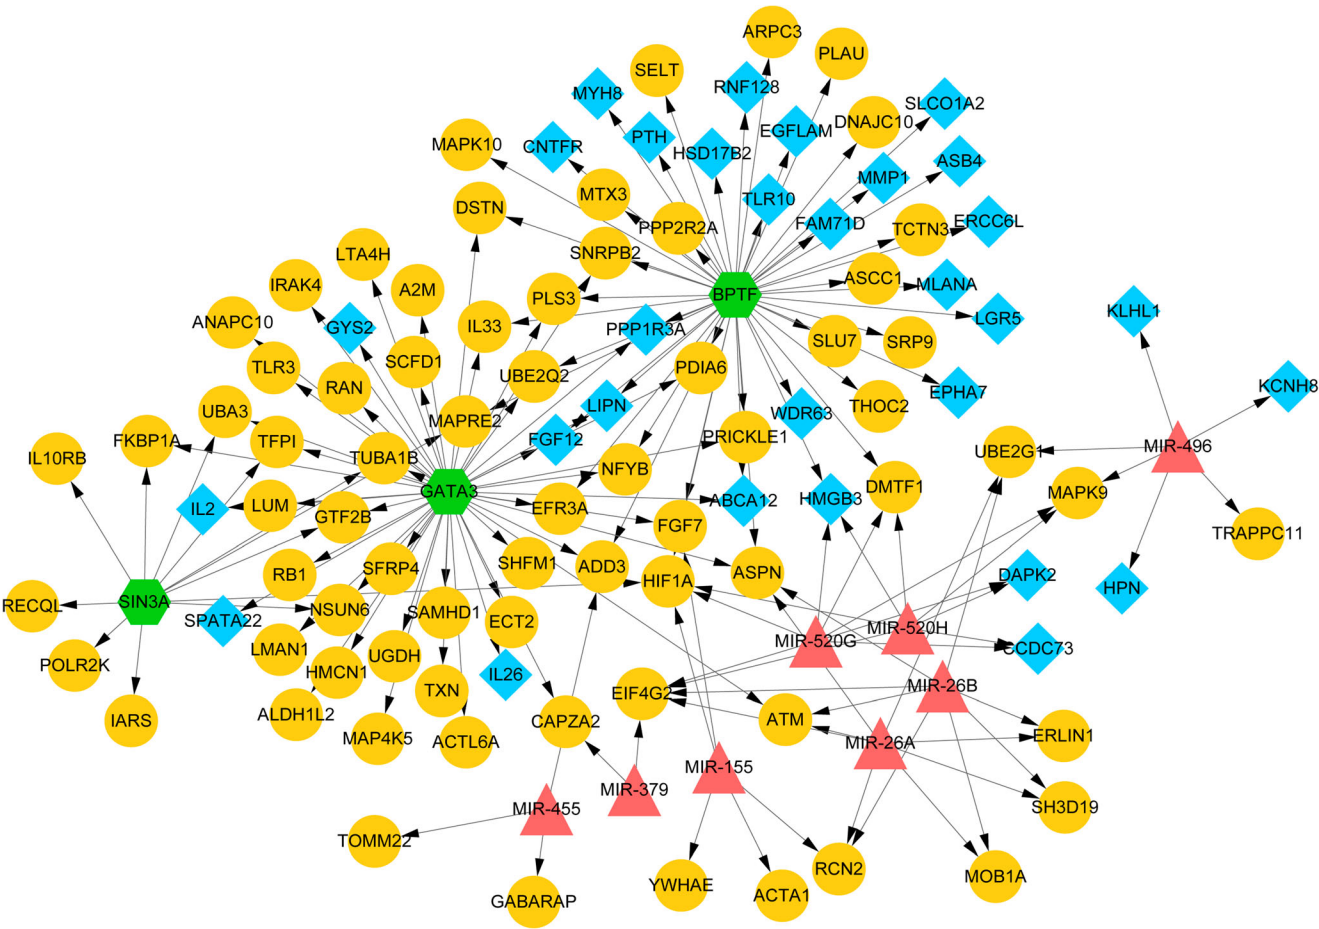 ARPC3
PLAU
SELT
RNF128
MYH8
SLCO1A2
DNAJC10
EGFLAM
PTH
MAPK10
CNTFR
HSD17B2
ASB4
MMP1
MTX3
TLR10
DSTN
PPP2R2A
FAM71D
TCTN3
ERCC6L
LTA4H
SNRPB2
ASCC1
MLANA
IRAK4
A2M
PLS3
BPTF
KLHL1
ANAPC10
GYS2
IL33
PPP1R3A
LGR5
SLU7
SRP9
SCFD1
TLR3
RAN
UBE2Q2
PDIA6
EPHA7
KCNH8
UBA3
LIPN
WDR63
THOC2
MAPRE2
FKBP1A
TFPI
FGF12
PRICKLE1
UBE2G1
MIR-496
IL10RB
TUBA1B
NFYB
GATA3
DMTF1
MAPK9
IL2
LUM
GTF2B
EFR3A
ABCA12
HMGB3
FGF7
TRAPPC11
SHFM1
RB1
SFRP4
ADD3
HIF1A
ASPN
DAPK2
HPN
RECQL
SIN3A
SPATA22
NSUN6
SAMHD1
ECT2
MIR-520G
MIR-520H
CCDC73
LMAN1
UGDH
POLR2K
HMCN1
IL26
MIR-26B
TXN
EIF4G2
IARS
ALDH1L2
CAPZA2
ATM
MAP4K5
ACTL6A
MIR-26A
ERLIN1
MIR-155
MIR-379
MIR-455
SH3D19
TOMM22
RCN2
YWHAE
MOB1A
GABARAP
ACTA1